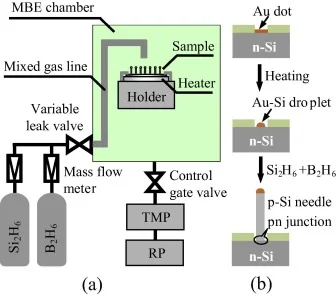 MBE chamber
Mixed gas line
Sample
Heater
Holder
Variable
leak valve
Mass flow
meter
Si2H6
B2H6
Control
gate valve
TMP
RP
(a)
Au dot
n-Si
Heating
Au-Si droplet
n-Si
Si2H6+B2H6
p-Si needle
pn junction
n-Si
(b)